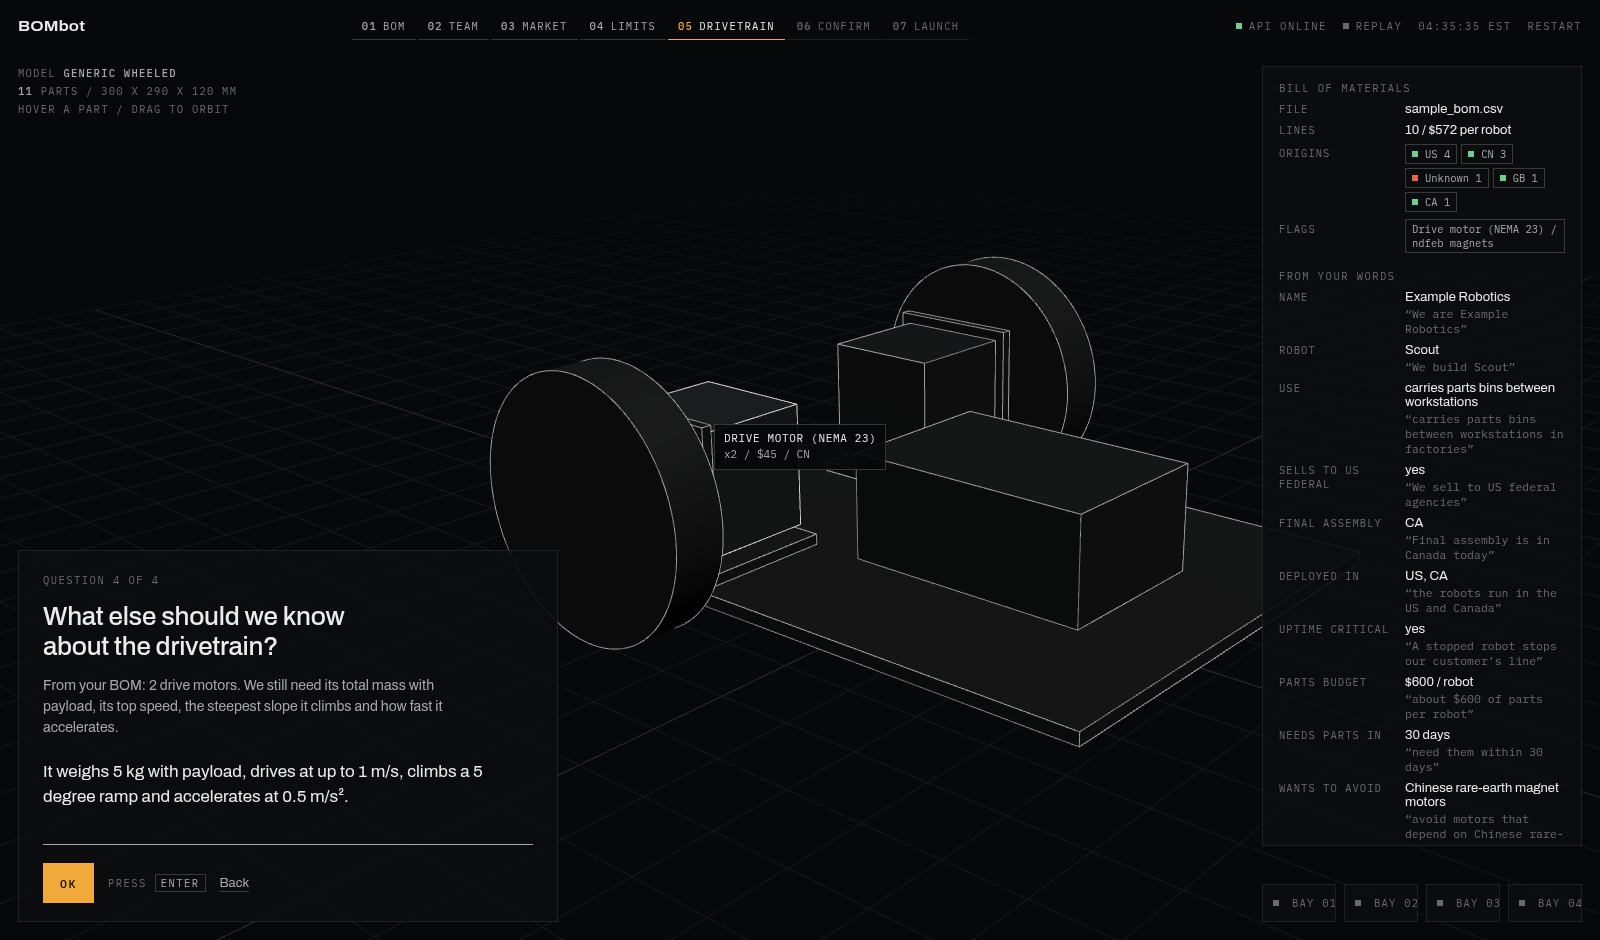 BOMbot
01 BOM 02 TEAM 03 MARKET 04 LIMITS 05 DRIVETRAIN 06 CONFIRM 07 LAUNCH
API ONLINE REPLAY 04:35:35 EST RESTART
MODEL GENERIC WHEELED
11 PARTS / 300 X 290 X 120 MM
HOVER A PART / DRAG TO ORBIT
DRIVE MOTOR (NEMA 23)
x2 / $45 / CN
QUESTION 4 OF 4
What else should we know
about the drivetrain?
From your BOM: 2 drive motors. We still need its total mass with
payload, its top speed, the steepest slope it climbs and how fast it
accelerates.
It weighs 5 kg with payload, drives at up to 1 m/s, climbs a 5
degree ramp and accelerates at 0.5 m/s².
OK PRESS ENTER Back
BILL OF MATERIALS
FILE sample_bom.csv
LINES 10 / $572 per robot
ORIGINS US 4 CN 3
Unknown 1 GB 1
CA 1
FLAGS Drive motor (NEMA 23) /
ndfeb magnets
FROM YOUR WORDS
NAME Example Robotics
“We are Example
Robotics”
ROBOT Scout
“We build Scout”
USE carries parts bins between
workstations
“carries parts bins
between workstations in
factories”
SELLS TO US yes
FEDERAL “We sell to US federal
agencies”
FINAL ASSEMBLY CA
“Final assembly is in
Canada today”
DEPLOYED IN US, CA
“the robots run in the
US and Canada”
UPTIME CRITICAL yes
“A stopped robot stops
our customer’s line”
PARTS BUDGET $600 / robot
“about $600 of parts
per robot”
NEEDS PARTS IN 30 days
“need them within 30
days”
WANTS TO AVOID Chinese rare-earth magnet
motors
“avoid motors that
depend on Chinese rare-
BAY 01 BAY 02 BAY 03 BAY 04